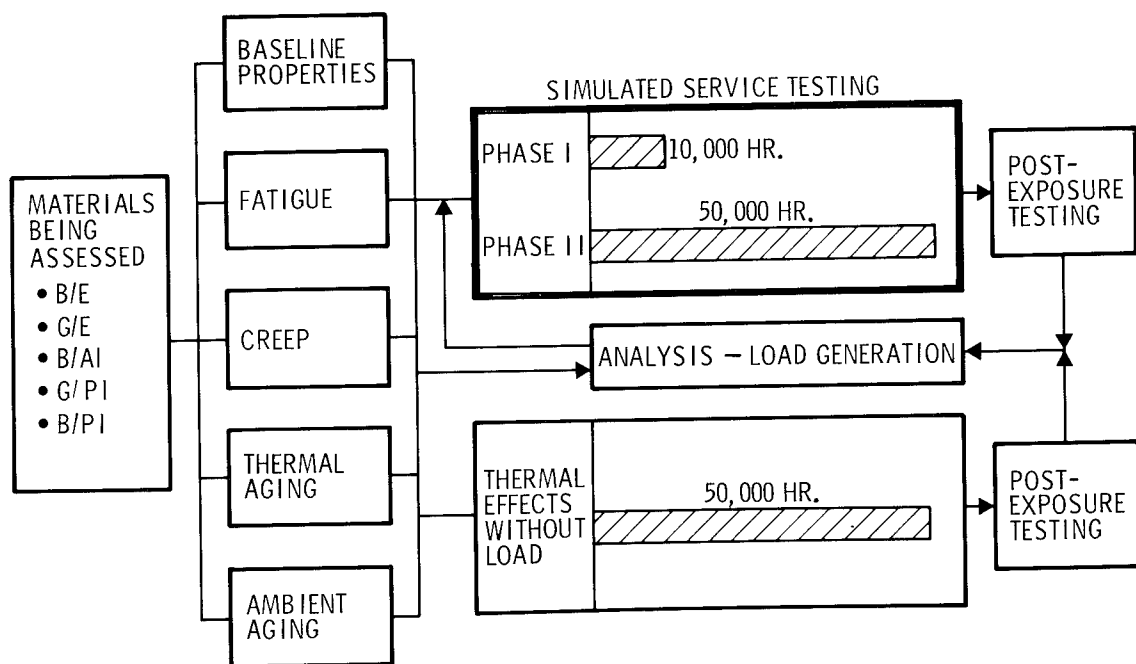 MATERIALS
BEING
ASSESSED
• B/E
• G/E
• B/Al
• G/PI
• B/PI
BASELINE
PROPERTIES
FATIGUE
CREEP
THERMAL
AGING
AMBIENT
AGING
SIMULATED SERVICE TESTING
PHASE I
10,000 HR.
50,000 HR.
PHASE II
ANALYSIS – LOAD GENERATION
THERMAL
EFFECTS
WITHOUT
LOAD
50,000 HR.
POST-
EXPOSURE
TESTING
POST-
EXPOSURE
TESTING